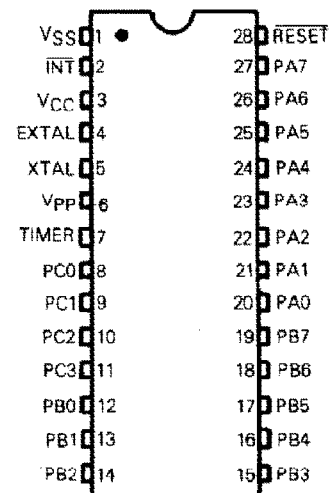 VSS 1 28 RESET
INT 2 27 PA7
VCC 3 26 PA6
EXTAL 4 25 PA5
XTAL 5 24 PA4
VPP 6 23 PA3
TIMER 7 22 PA2
PC0 8 21 PA1
PC1 9 20 PA0
PC2 10 19 PB7
PC3 11 18 PB6
PB0 12 17 PB5
PB1 13 16 PB4
PB2 14 15 PB3